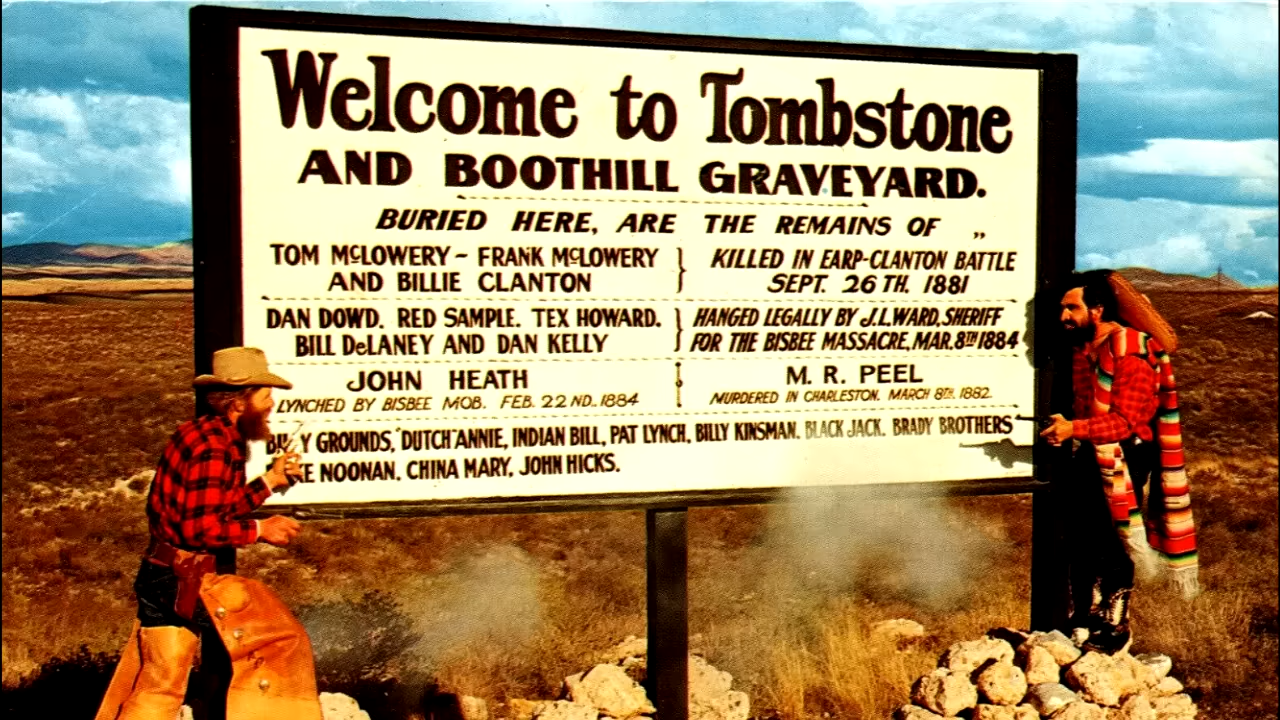 Welcome to Tombstone
AND BOOTHILL GRAVEYARD.
BURIED HERE, ARE THE REMAINS OF „
TOM McLOWERY - FRANK McLOWERY } KILLED IN EARP-CLANTON BATTLE
AND BILLIE CLANTON SEPT. 26TH, 1881
DAN DOWD. RED SAMPLE. TEX HOWARD. } HANGED LEGALLY BY J.L.WARD, SHERIFF
BILL DeLANEY AND DAN KELLY FOR THE BISBEE MASSACRE, MAR. 8TH 1884
JOHN HEATH M. R. PEEL
LYNCHED BY BISBEE MOB. FEB. 22ND. 1884 MURDERED IN CHARLESTON. MARCH 8TH. 1882.
GROUNDS, "DUTCH" ANNIE, INDIAN BILL, PAT LYNCH, BILLY KINSMAN. BLACK JACK. BRADY BROTHERS
NOONAN. CHINA MARY, JOHN HICKS.